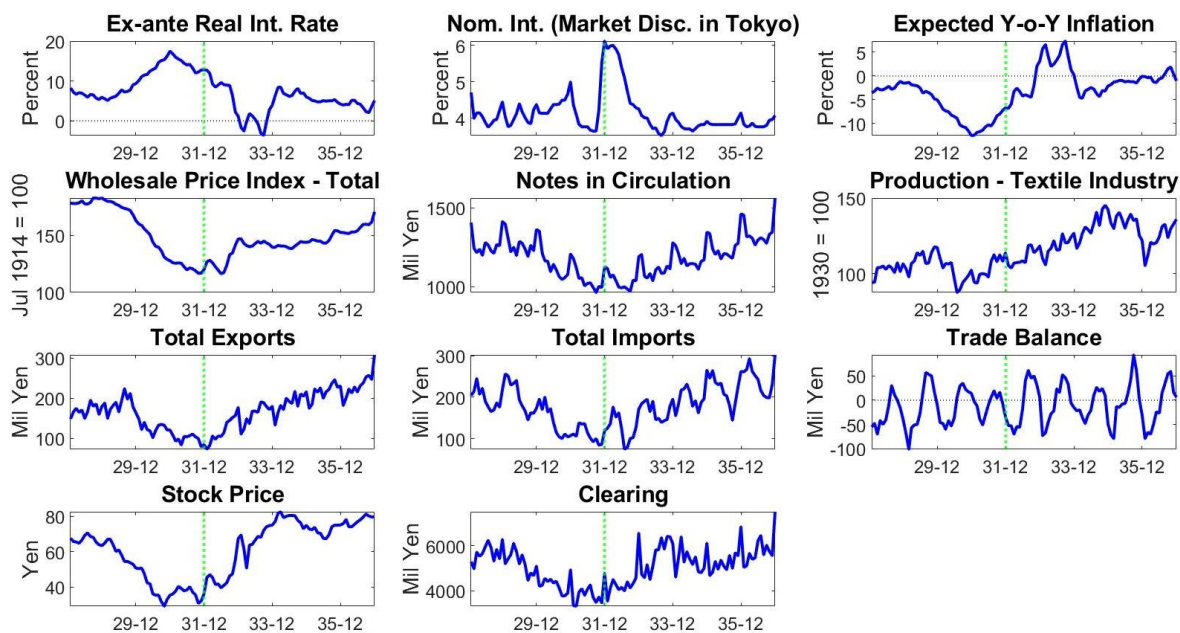 Ex-ante Real Int. Rate
Percent
20
10
0
29-12 31-12 33-12 35-12
Nom. Int. (Market Disc. in Tokyo)
Percent
6
5
4
29-12 31-12 33-12 35-12
Expected Y-o-Y Inflation
Percent
5
0
-5
-10
29-12 31-12 33-12 35-12
Wholesale Price Index - Total
Jul 1914 = 100
150
100
29-12 31-12 33-12 35-12
Notes in Circulation
Mil Yen
1500
1000
29-12 31-12 33-12 35-12
Production - Textile Industry
1930 = 100
150
100
29-12 31-12 33-12 35-12
Total Exports
Mil Yen
300
200
100
29-12 31-12 33-12 35-12
Total Imports
Mil Yen
300
200
100
29-12 31-12 33-12 35-12
Trade Balance
Mil Yen
50
0
-50
-100
29-12 31-12 33-12 35-12
Stock Price
Yen
80
60
40
29-12 31-12 33-12 35-12
Clearing
Mil Yen
6000
4000
29-12 31-12 33-12 35-12